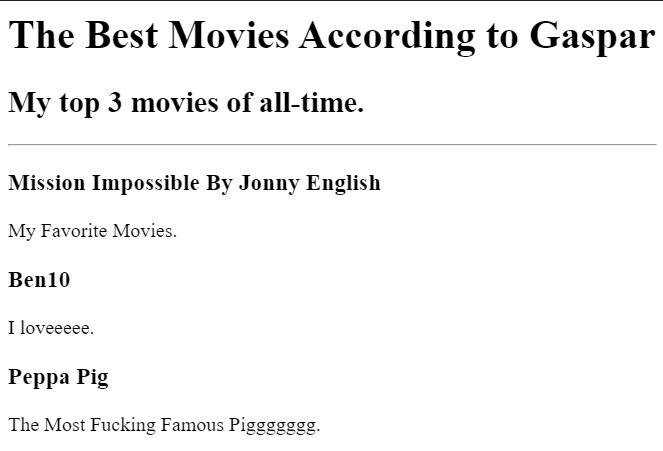 The Best Movies According to Gaspar
My top 3 movies of all-time.
Mission Impossible By Jonny English
My Favorite Movies.
Ben10
I loveeeee.
Peppa Pig
The Most Fucking Famous Piggggggg.